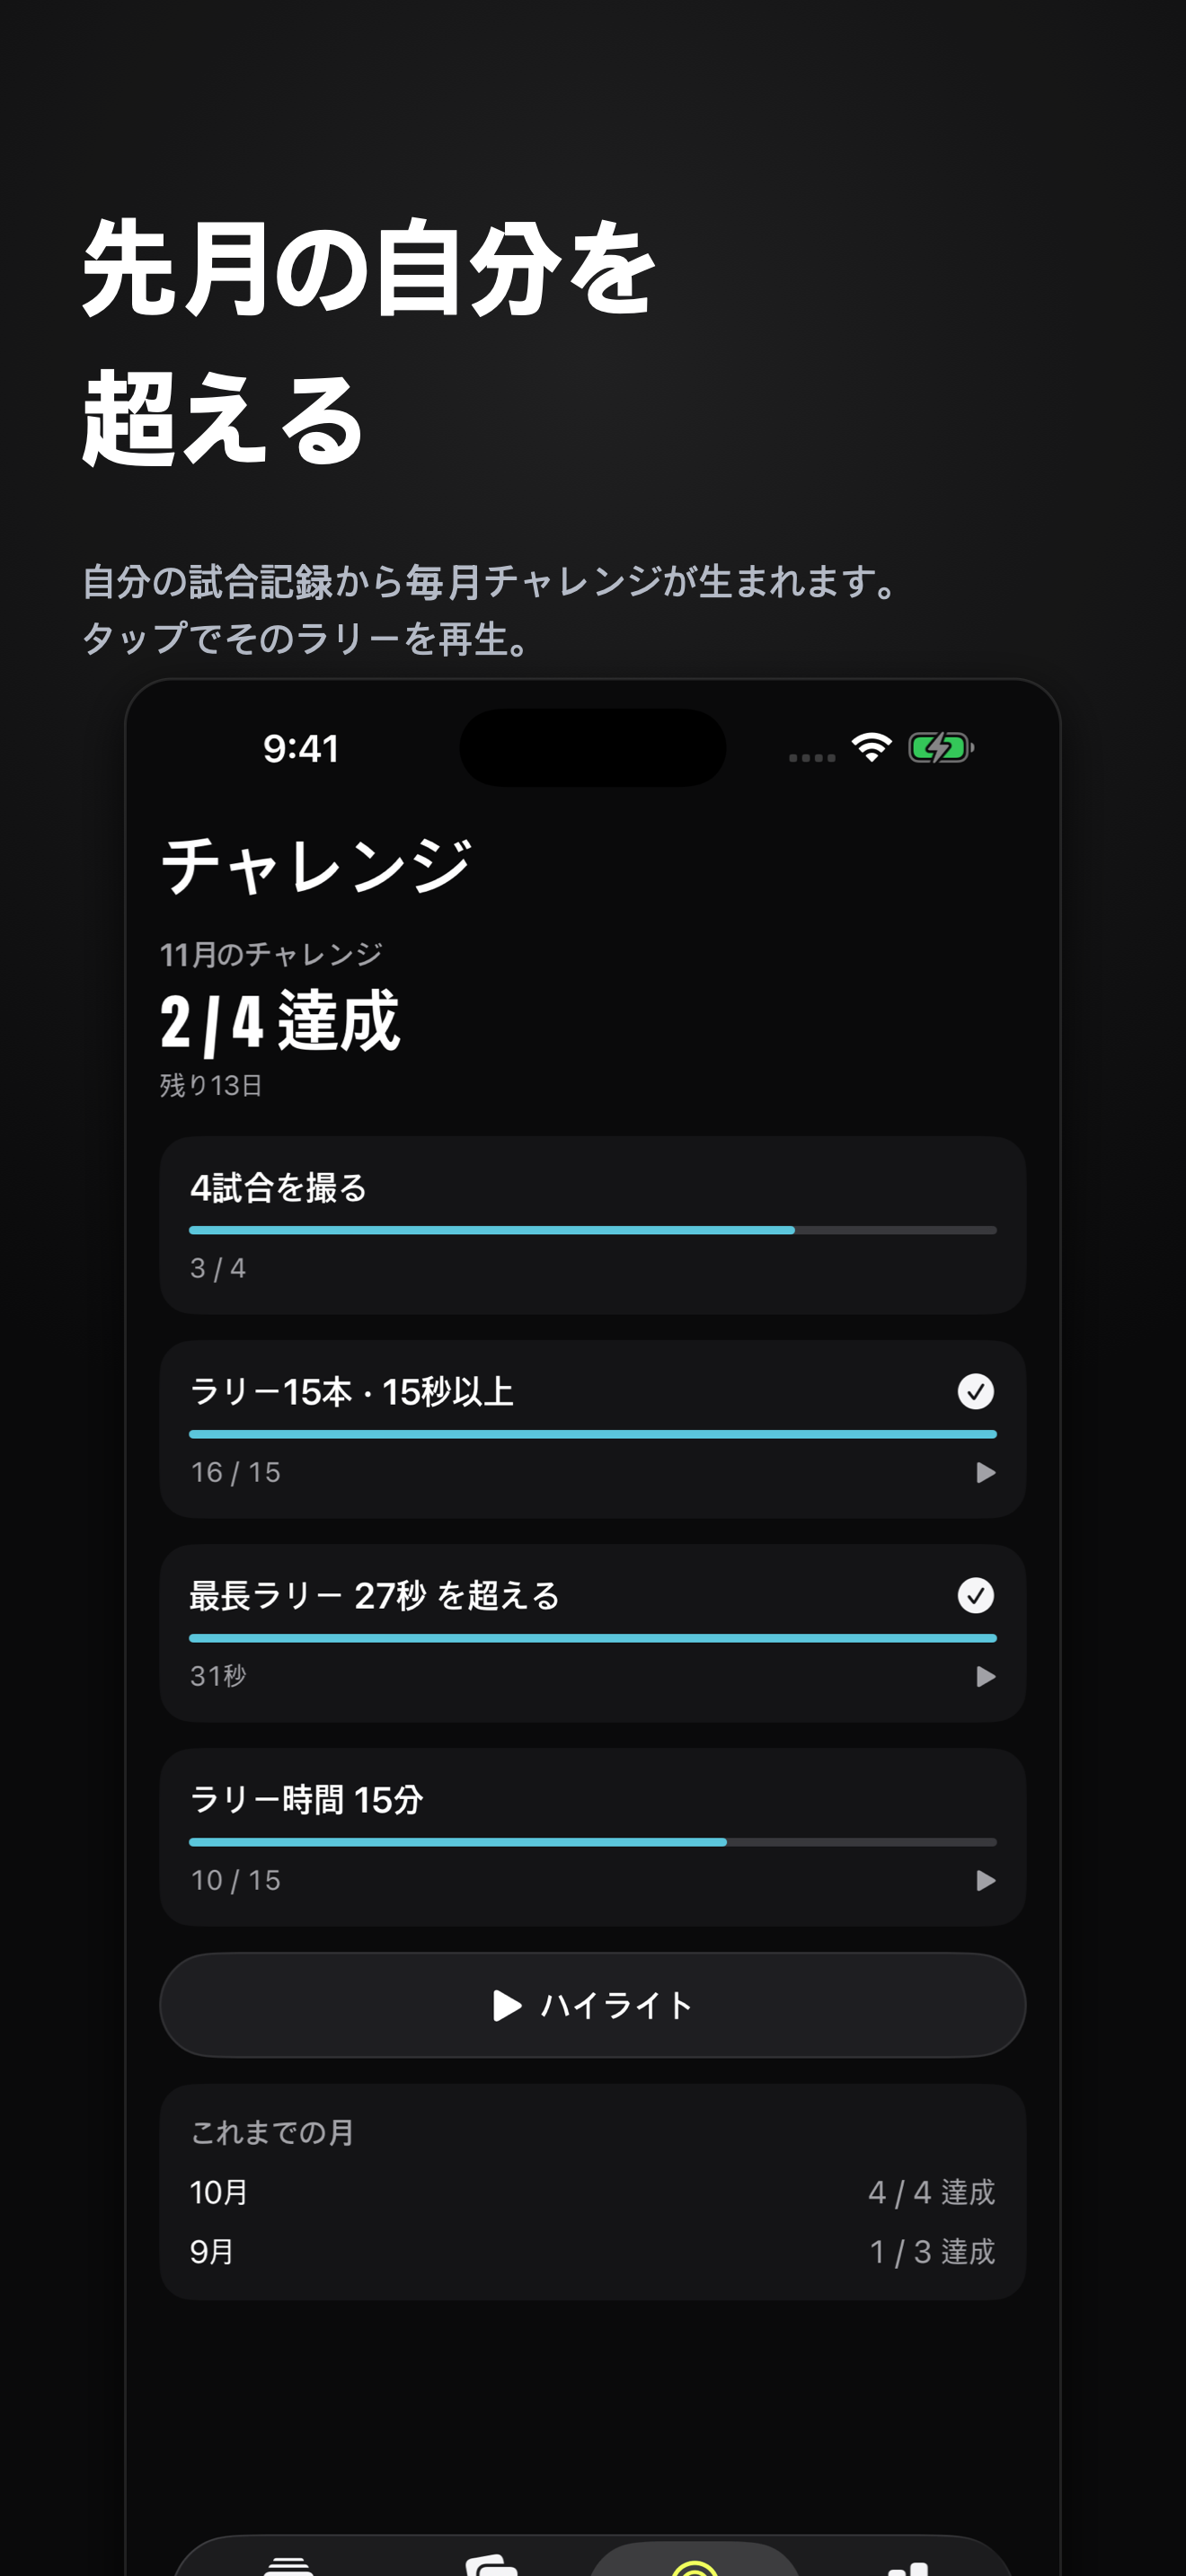 先月の自分を
超える
自分の試合記録から毎月チャレンジが生まれます。
タップでそのラリーを再生。
9:41
チャレンジ
11月のチャレンジ
2 / 4 達成
残り13日
4試合を撮る
3 / 4
ラリー15本 · 15秒以上
16 / 15
最長ラリー 27秒 を超える
31秒
ラリー時間 15分
10 / 15
ハイライト
これまでの月
10月 4 / 4 達成
9月 1 / 3 達成